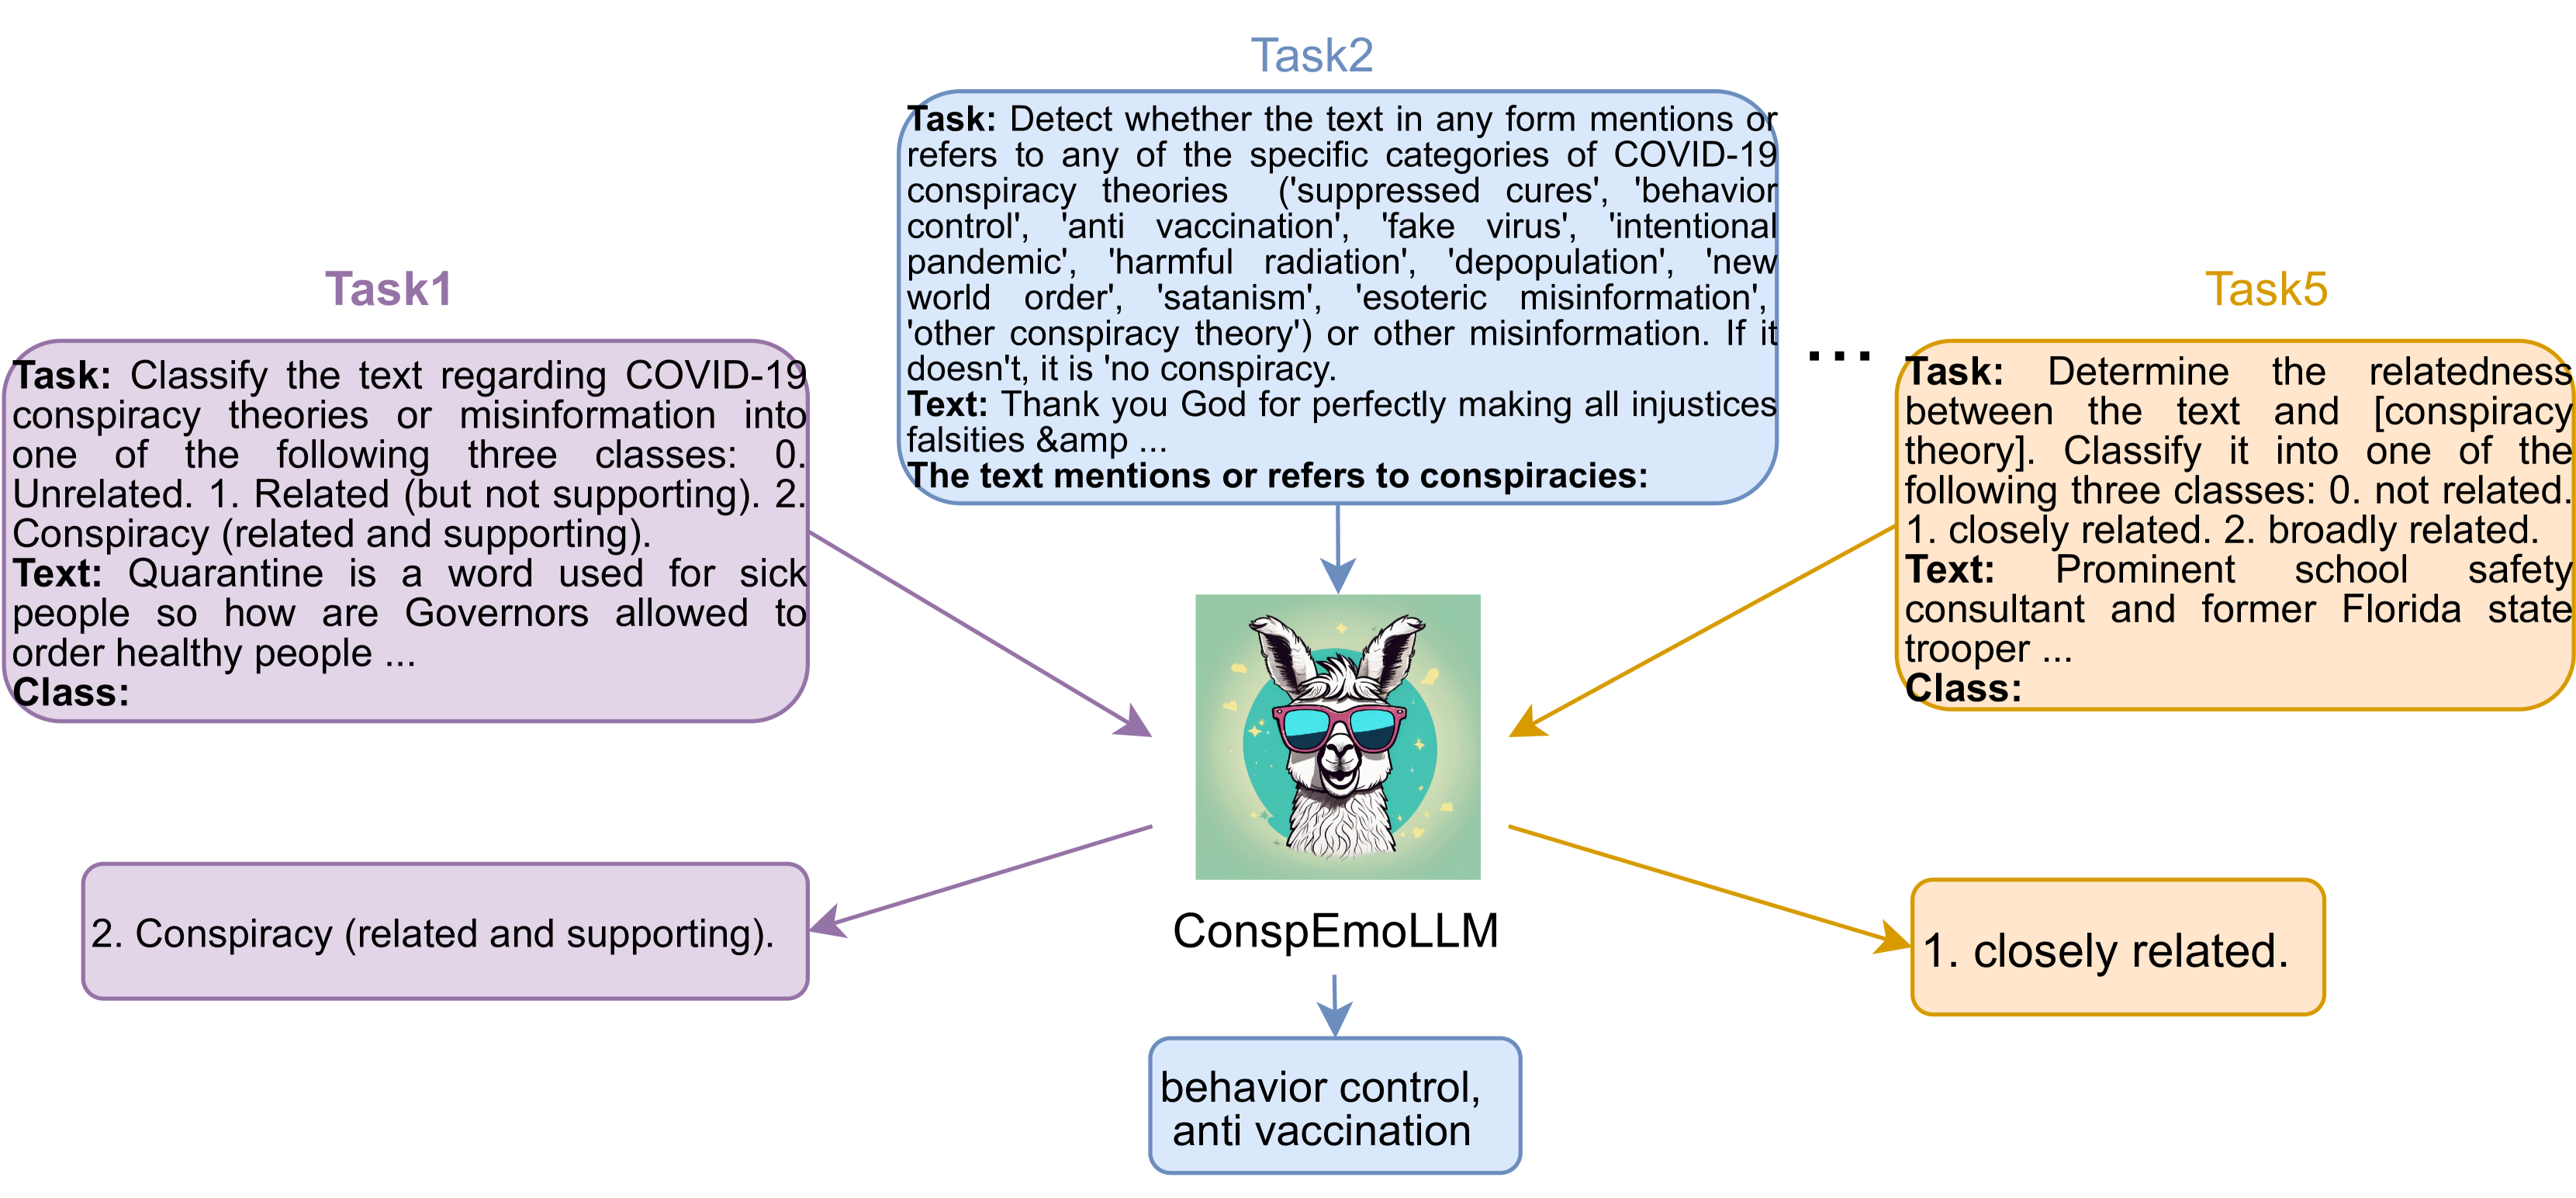 Task1
Task: Classify the text regarding COVID-19
conspiracy theories or misinformation into
one of the following three classes: 0.
Unrelated. 1. Related (but not supporting). 2.
Conspiracy (related and supporting).
Text: Quarantine is a word used for sick
people so how are Governors allowed to
order healthy people ...
Class:
Task2
Task: Detect whether the text in any form mentions or
refers to any of the specific categories of COVID-19
conspiracy theories ('suppressed cures', 'behavior
control', 'anti vaccination', 'fake virus', 'intentional
pandemic', 'harmful radiation', 'depopulation', 'new
world order', 'satanism', 'esoteric misinformation',
'other conspiracy theory') or other misinformation. If it
doesn't, it is 'no conspiracy.
Text: Thank you God for perfectly making all injustices
falsities &amp ...
The text mentions or refers to conspiracies:
...
Task5
Task: Determine the relatedness
between the text and [conspiracy
theory]. Classify it into one of the
following three classes: 0. not related.
1. closely related. 2. broadly related.
Text: Prominent school safety
consultant and former Florida state
trooper ...
Class:
ConspEmoLLM
2. Conspiracy (related and supporting).
behavior control,
anti vaccination
1. closely related.